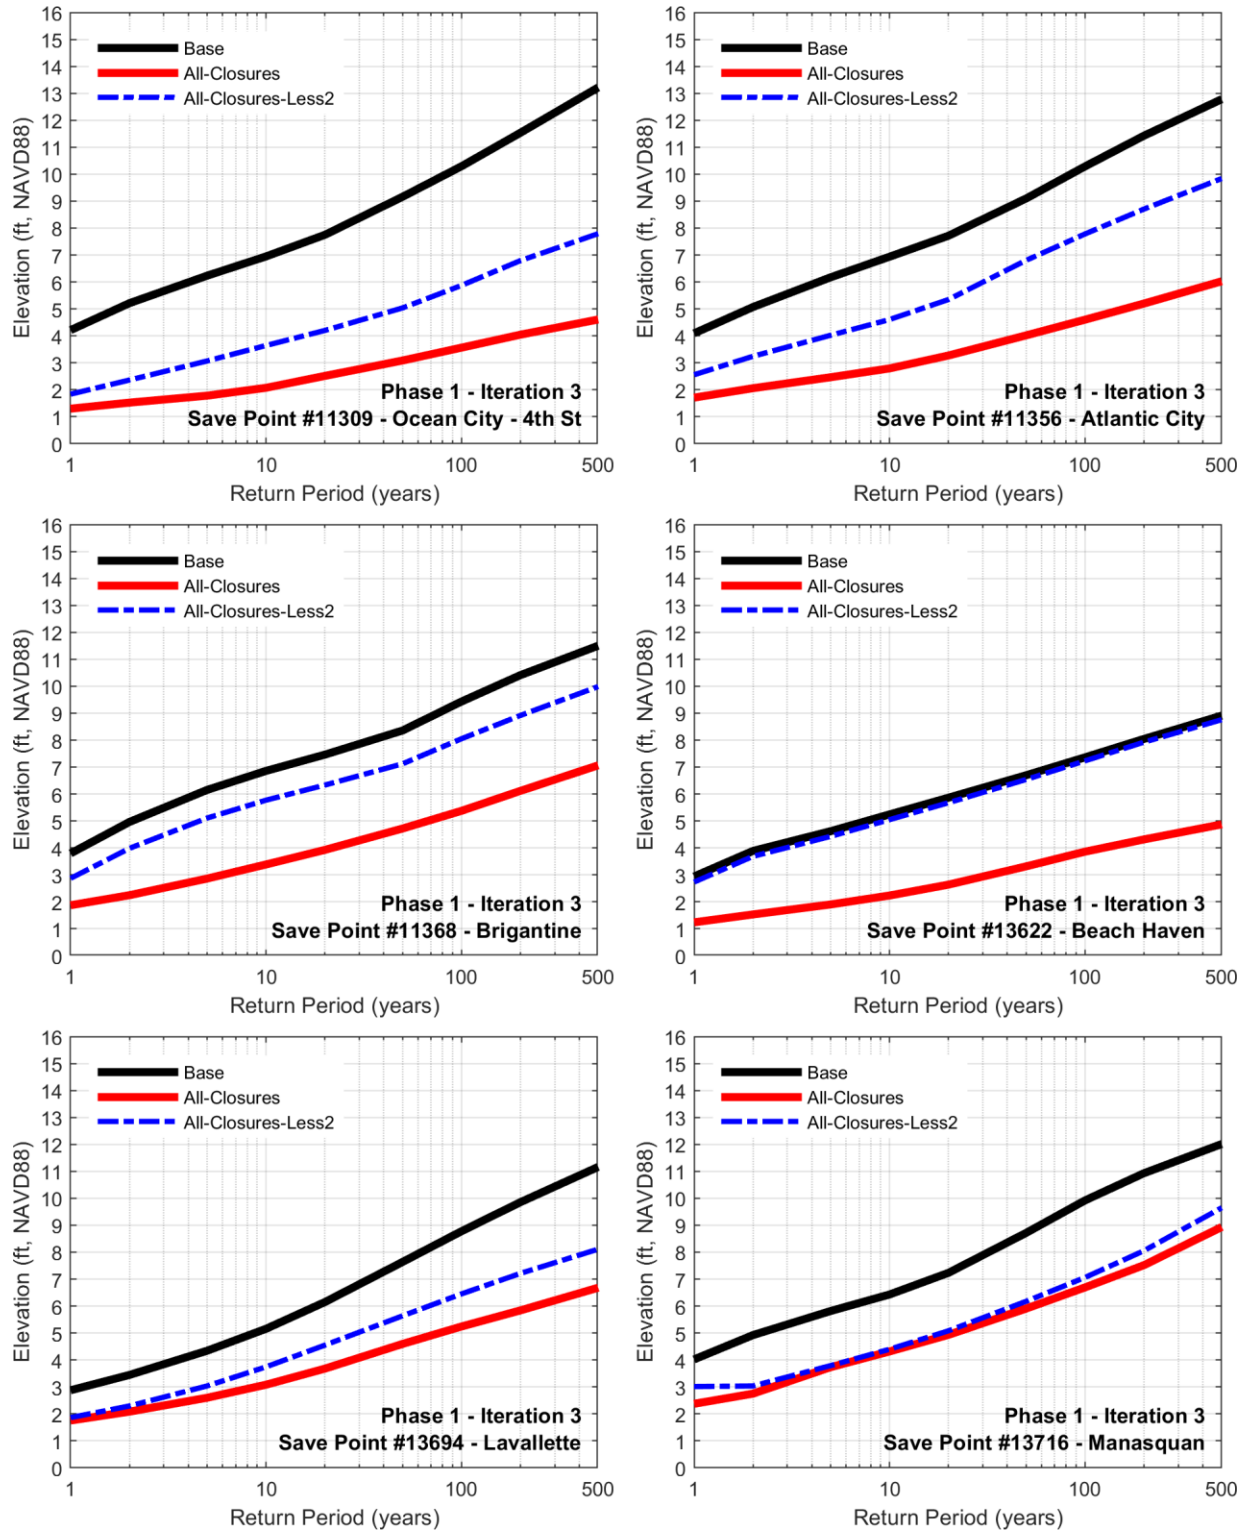 Elevation (ft, NAVD88)
16
15
14
13
12
11
10
9
8
7
6
5
4
3
2
1
0
Base
All-Closures
All-Closures-Less2
Phase 1 - Iteration 3
Save Point #11309 - Ocean City - 4th St
1 10 100 500
Return Period (years)
Elevation (ft, NAVD88)
16
15
14
13
12
11
10
9
8
7
6
5
4
3
2
1
0
Base
All-Closures
All-Closures-Less2
Phase 1 - Iteration 3
Save Point #11356 - Atlantic City
1 10 100 500
Return Period (years)
Elevation (ft, NAVD88)
16
15
14
13
12
11
10
9
8
7
6
5
4
3
2
1
0
Base
All-Closures
All-Closures-Less2
Phase 1 - Iteration 3
Save Point #11368 - Brigantine
1 10 100 500
Return Period (years)
Elevation (ft, NAVD88)
16
15
14
13
12
11
10
9
8
7
6
5
4
3
2
1
0
Base
All-Closures
All-Closures-Less2
Phase 1 - Iteration 3
Save Point #13622 - Beach Haven
1 10 100 500
Return Period (years)
Elevation (ft, NAVD88)
16
15
14
13
12
11
10
9
8
7
6
5
4
3
2
1
0
Base
All-Closures
All-Closures-Less2
Phase 1 - Iteration 3
Save Point #13694 - Lavallette
1 10 100 500
Return Period (years)
Elevation (ft, NAVD88)
16
15
14
13
12
11
10
9
8
7
6
5
4
3
2
1
0
Base
All-Closures
All-Closures-Less2
Phase 1 - Iteration 3
Save Point #13716 - Manasquan
1 10 100 500
Return Period (years)